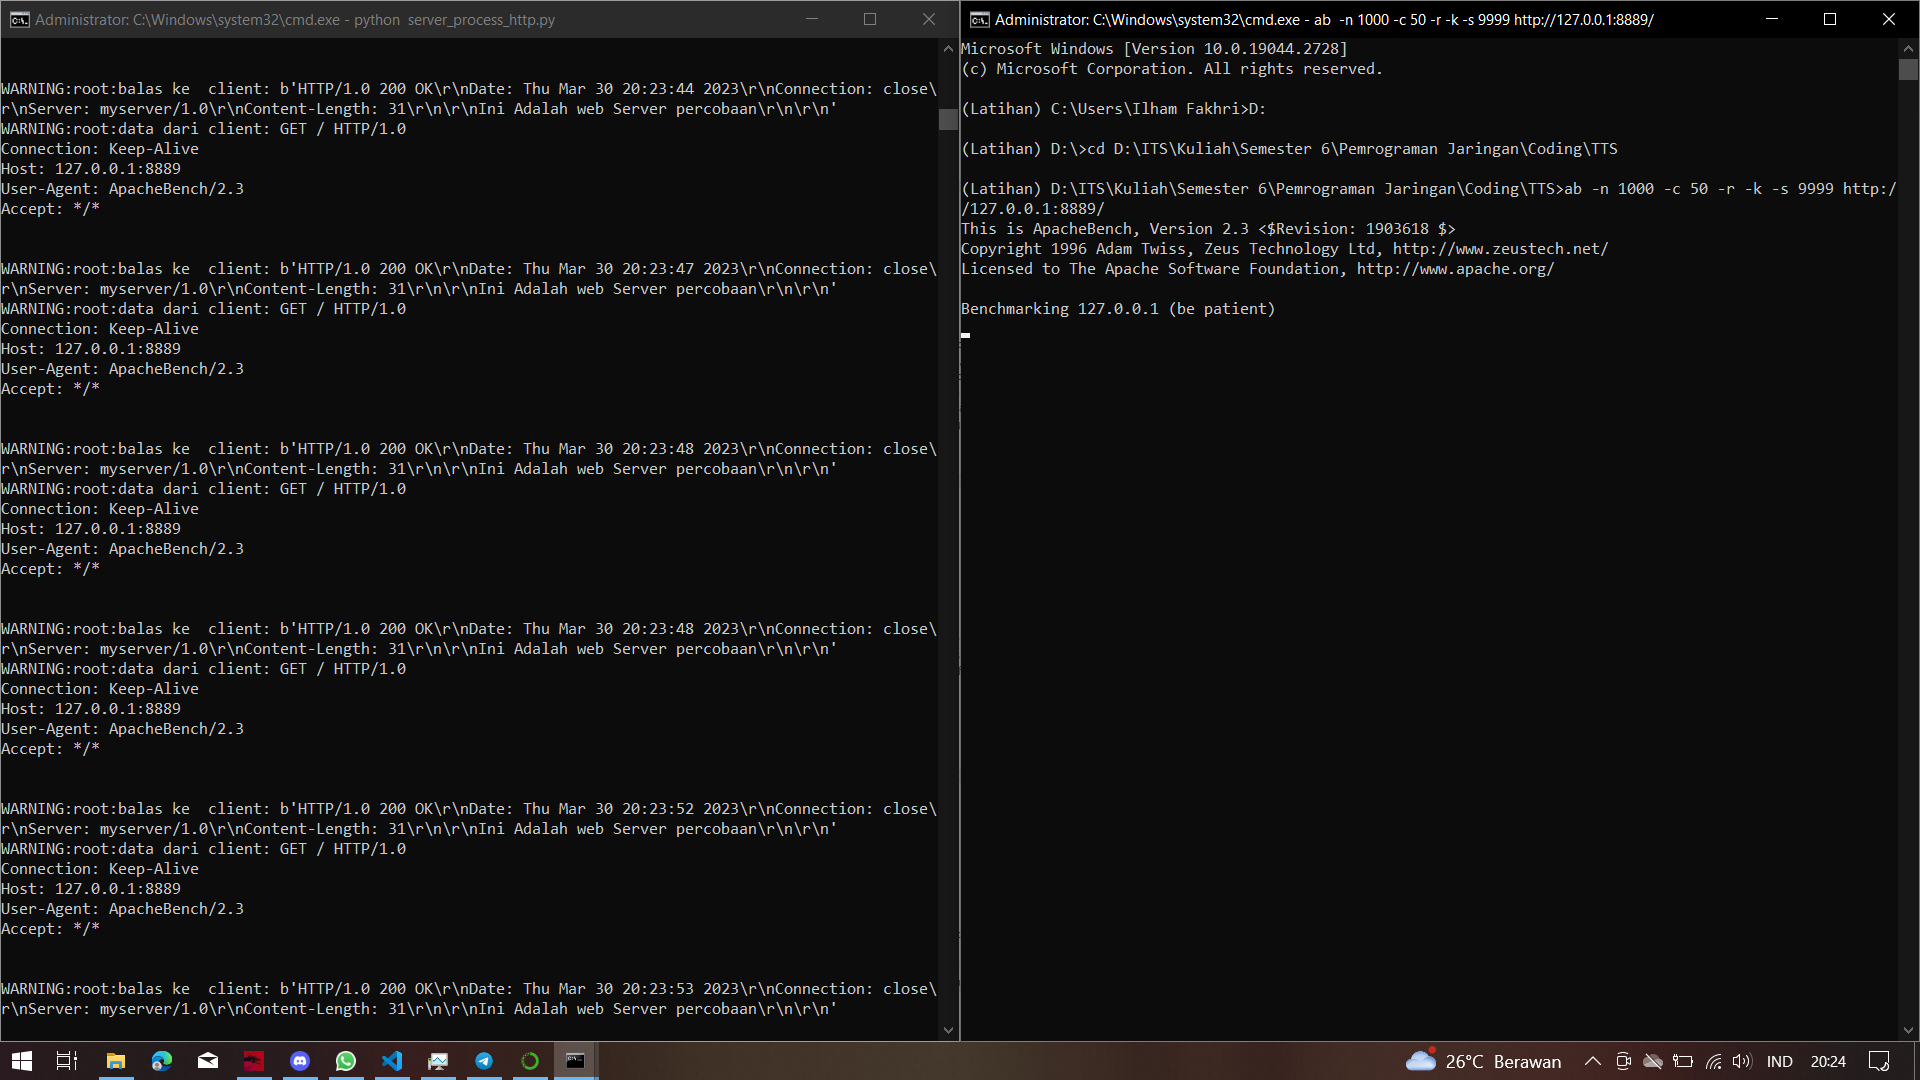 Administrator: C:\Windows\system32\cmd.exe - python  server_process_http.py
WARNING:root:balas ke  client: b'HTTP/1.0 200 OK\r\nDate: Thu Mar 30 20:23:44 2023\r\nConnection: close\
r\nServer: myserver/1.0\r\nContent-Length: 31\r\n\r\nIni Adalah web Server percobaan\r\n\r\n'
WARNING:root:data dari client: GET / HTTP/1.0
Connection: Keep-Alive
Host: 127.0.0.1:8889
User-Agent: ApacheBench/2.3
Accept: */*
WARNING:root:balas ke  client: b'HTTP/1.0 200 OK\r\nDate: Thu Mar 30 20:23:47 2023\r\nConnection: close\
r\nServer: myserver/1.0\r\nContent-Length: 31\r\n\r\nIni Adalah web Server percobaan\r\n\r\n'
WARNING:root:data dari client: GET / HTTP/1.0
Connection: Keep-Alive
Host: 127.0.0.1:8889
User-Agent: ApacheBench/2.3
Accept: */*
WARNING:root:balas ke  client: b'HTTP/1.0 200 OK\r\nDate: Thu Mar 30 20:23:48 2023\r\nConnection: close\
r\nServer: myserver/1.0\r\nContent-Length: 31\r\n\r\nIni Adalah web Server percobaan\r\n\r\n'
WARNING:root:data dari client: GET / HTTP/1.0
Connection: Keep-Alive
Host: 127.0.0.1:8889
User-Agent: ApacheBench/2.3
Accept: */*
WARNING:root:balas ke  client: b'HTTP/1.0 200 OK\r\nDate: Thu Mar 30 20:23:48 2023\r\nConnection: close\
r\nServer: myserver/1.0\r\nContent-Length: 31\r\n\r\nIni Adalah web Server percobaan\r\n\r\n'
WARNING:root:data dari client: GET / HTTP/1.0
Connection: Keep-Alive
Host: 127.0.0.1:8889
User-Agent: ApacheBench/2.3
Accept: */*
WARNING:root:balas ke  client: b'HTTP/1.0 200 OK\r\nDate: Thu Mar 30 20:23:52 2023\r\nConnection: close\
r\nServer: myserver/1.0\r\nContent-Length: 31\r\n\r\nIni Adalah web Server percobaan\r\n\r\n'
WARNING:root:data dari client: GET / HTTP/1.0
Connection: Keep-Alive
Host: 127.0.0.1:8889
User-Agent: ApacheBench/2.3
Accept: */*
WARNING:root:balas ke  client: b'HTTP/1.0 200 OK\r\nDate: Thu Mar 30 20:23:53 2023\r\nConnection: close\
r\nServer: myserver/1.0\r\nContent-Length: 31\r\n\r\nIni Adalah web Server percobaan\r\n\r\n'
Administrator: C:\Windows\system32\cmd.exe - ab  -n 1000 -c 50 -r -k -s 9999 http://127.0.0.1:8889/
Microsoft Windows [Version 10.0.19044.2728]
(c) Microsoft Corporation. All rights reserved.
(Latihan) C:\Users\Ilham Fakhri>D:
(Latihan) D:\>cd D:\ITS\Kuliah\Semester 6\Pemrograman Jaringan\Coding\TTS
(Latihan) D:\ITS\Kuliah\Semester 6\Pemrograman Jaringan\Coding\TTS>ab -n 1000 -c 50 -r -k -s 9999 http:/
/127.0.0.1:8889/
This is ApacheBench, Version 2.3 <$Revision: 1903618 $>
Copyright 1996 Adam Twiss, Zeus Technology Ltd, http://www.zeustech.net/
Licensed to The Apache Software Foundation, http://www.apache.org/
Benchmarking 127.0.0.1 (be patient)
26°C Berawan
IND
20:24